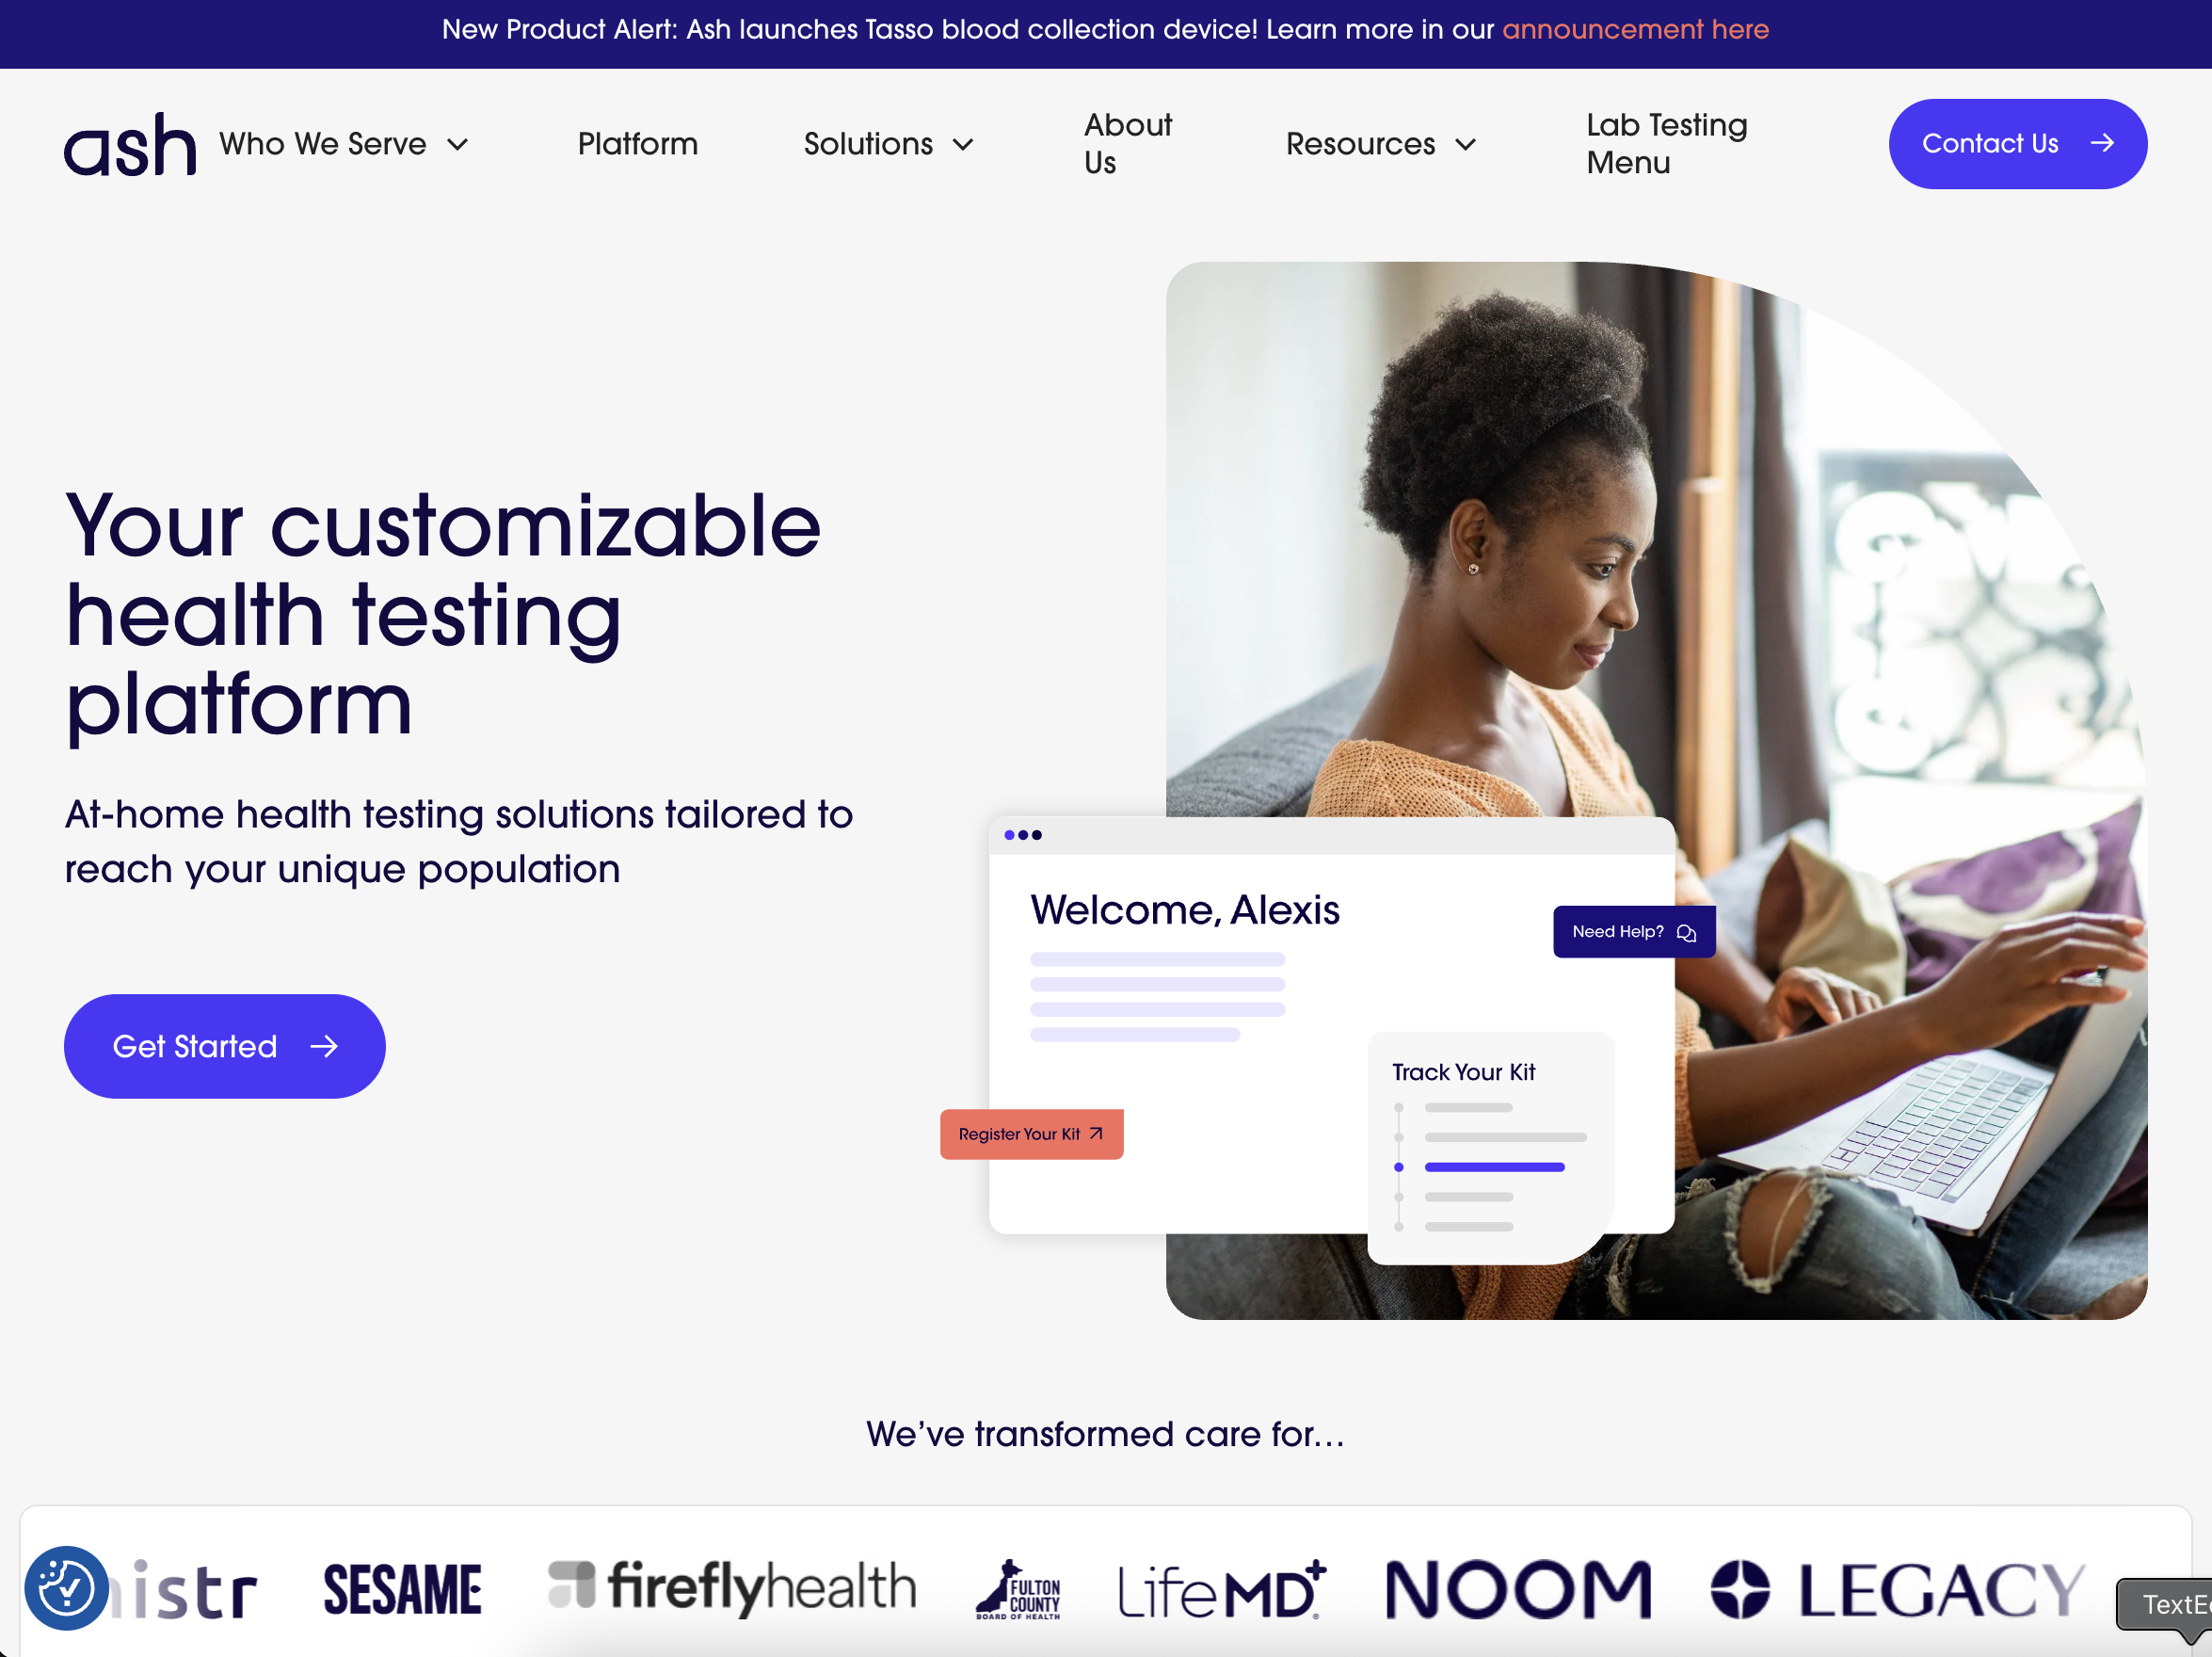 New Product Alert: Ash launches Tasso blood collection device! Learn more in our announcement here
ash
Who We Serve
Platform
Solutions
About
Us
Resources
Lab Testing
Menu
Contact Us
Your customizable
health testing
platform
At-home health testing solutions tailored to
reach your unique population
Get Started
Welcome, Alexis
Need Help?
Track Your Kit
Register Your Kit
We’ve transformed care for...
istr
SESAME
fireflyhealth
FULTON
COUNTY
BOARD OF HEALTH
LifeMD+
NOOM
LEGACY